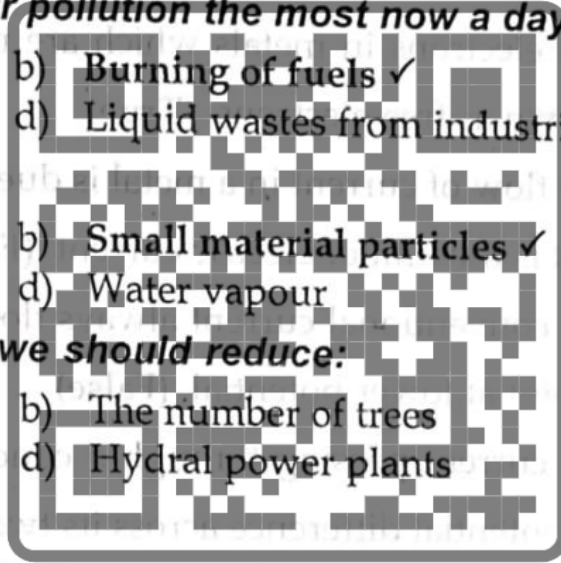 r pollution the most now a day
b) Burning of fuels ✓
d) Liquid wastes from industri
b) Small material particles ✓
d) Water vapour
we should reduce:
b) The number of trees
d) Hydral power plants